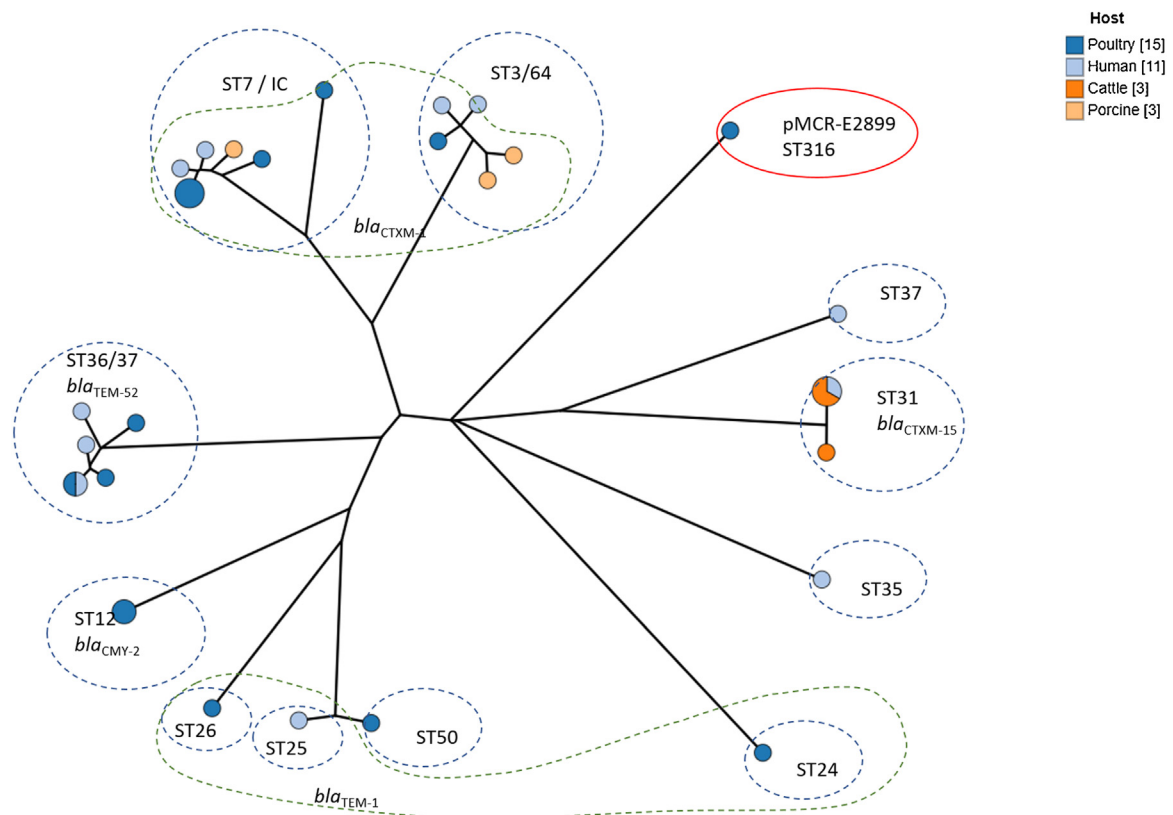 Host
Poultry [15]
Human [11]
Cattle [3]
Porcine [3]
ST7 / IC
ST3/64
pMCR-E2899
ST316
blaCTXM-1
ST37
ST36/37
blaTEM-52
ST31
blaCTXM-15
ST35
ST12
blaCMY-2
ST26
ST25
ST50
ST24
blaTEM-1